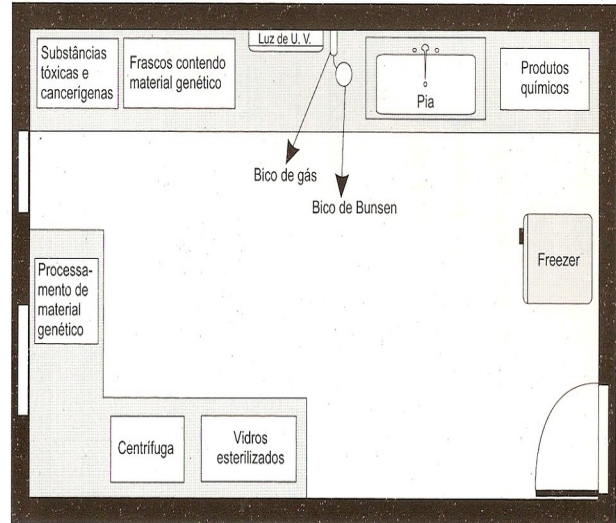 Substâncias
tóxicas e
cancerígenas
Frascos contendo
material genético
Luz de U. V.
Pia
Produtos
químicos
Bico de gás
Bico de Bunsen
Processa-
mento de
material
genético
Freezer
Centrífuga
Vidros
esterilizados